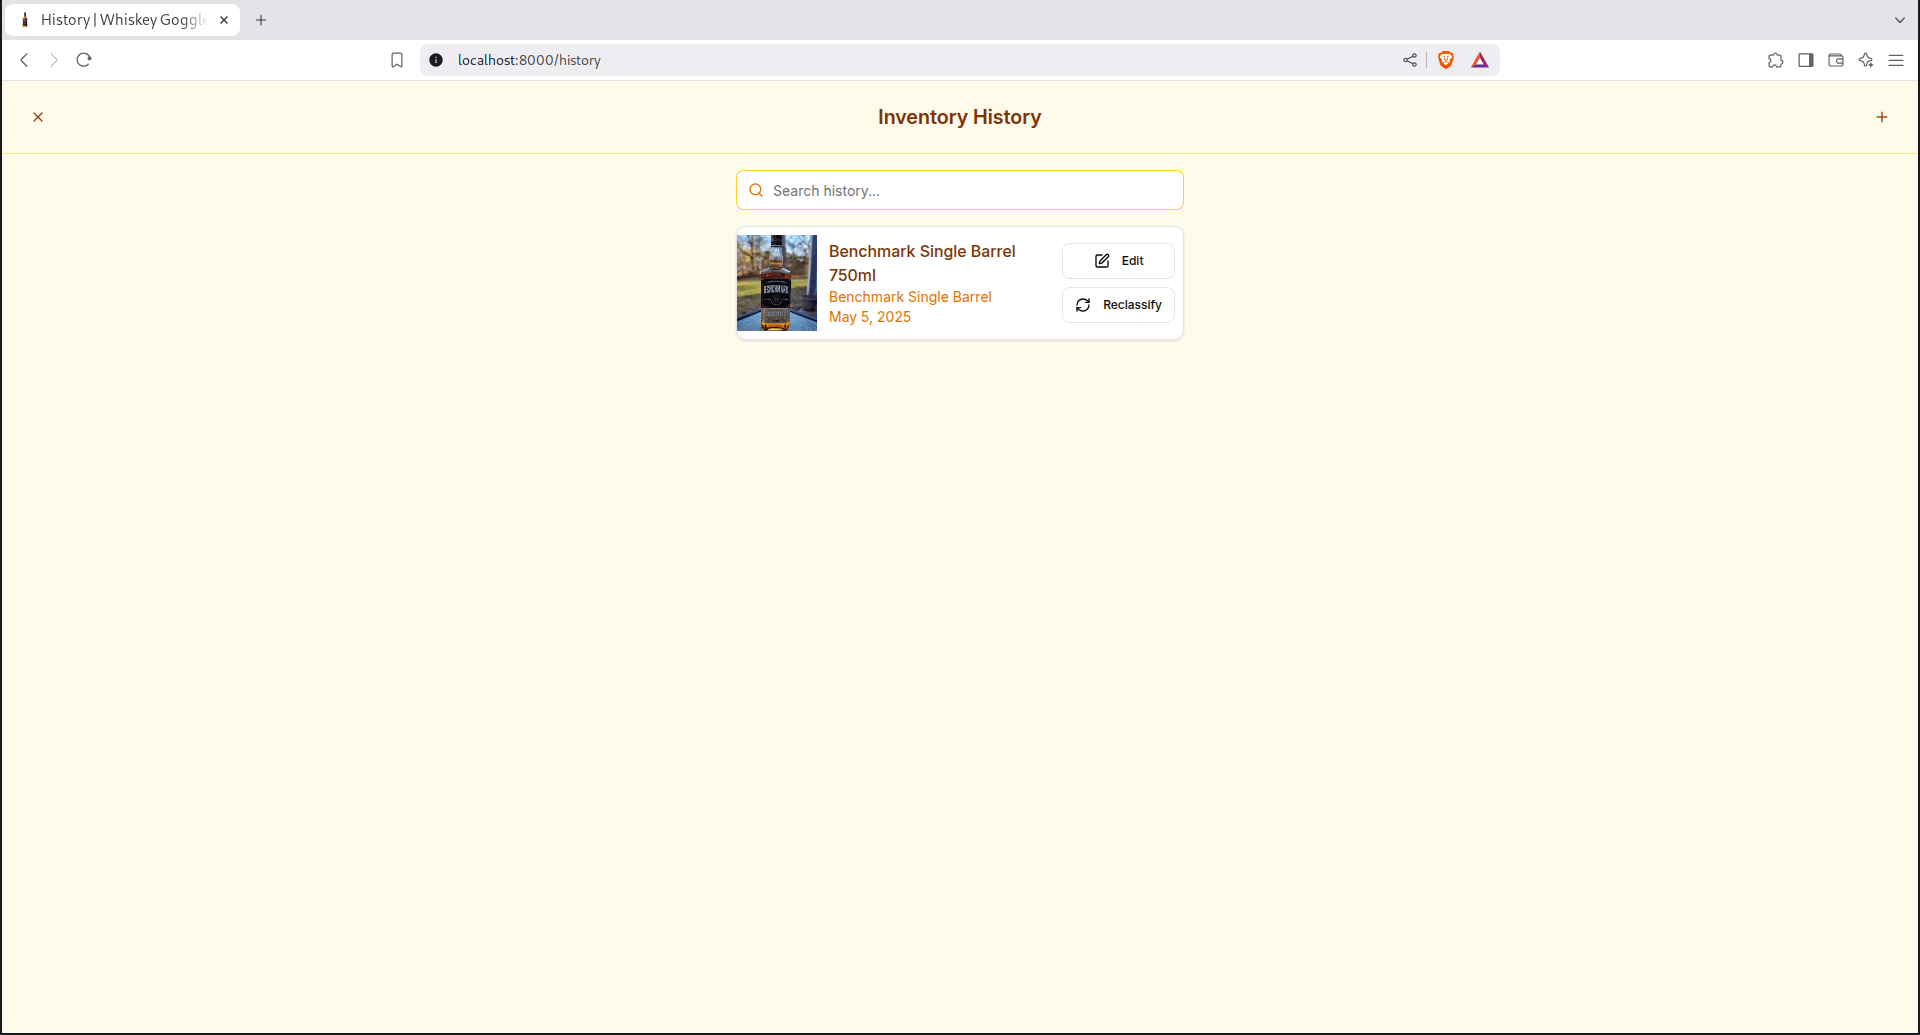 History | Whiskey Goggle
localhost:8000/history
Inventory History
Search history...
Benchmark Single Barrel
750ml
Benchmark Single Barrel
May 5, 2025
Edit
Reclassify
BENCHMARK